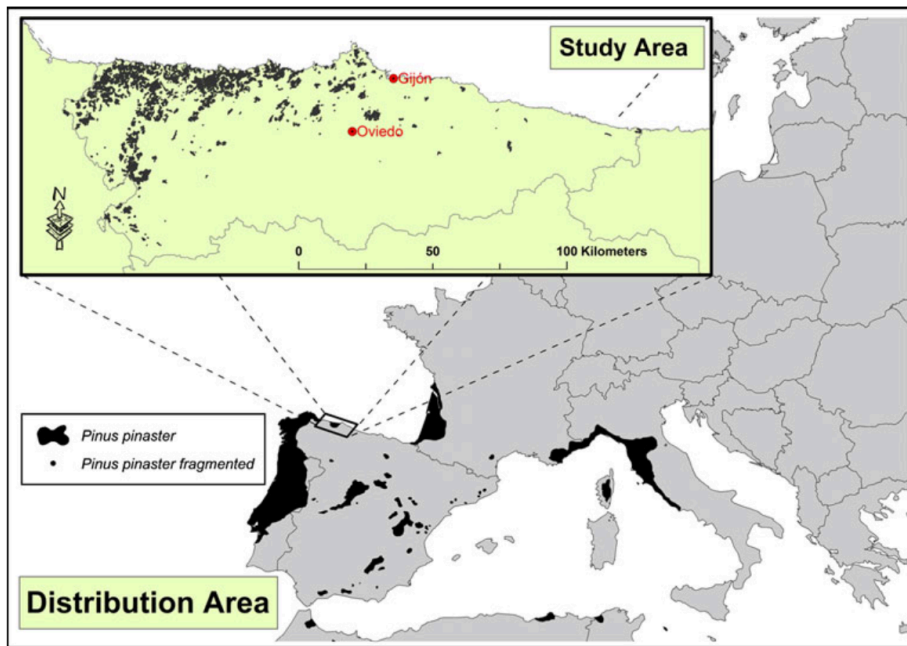 Study Area
Gijón
Oviedo
N
0 50 100 Kilometers
Pinus pinaster
Pinus pinaster fragmented
Distribution Area